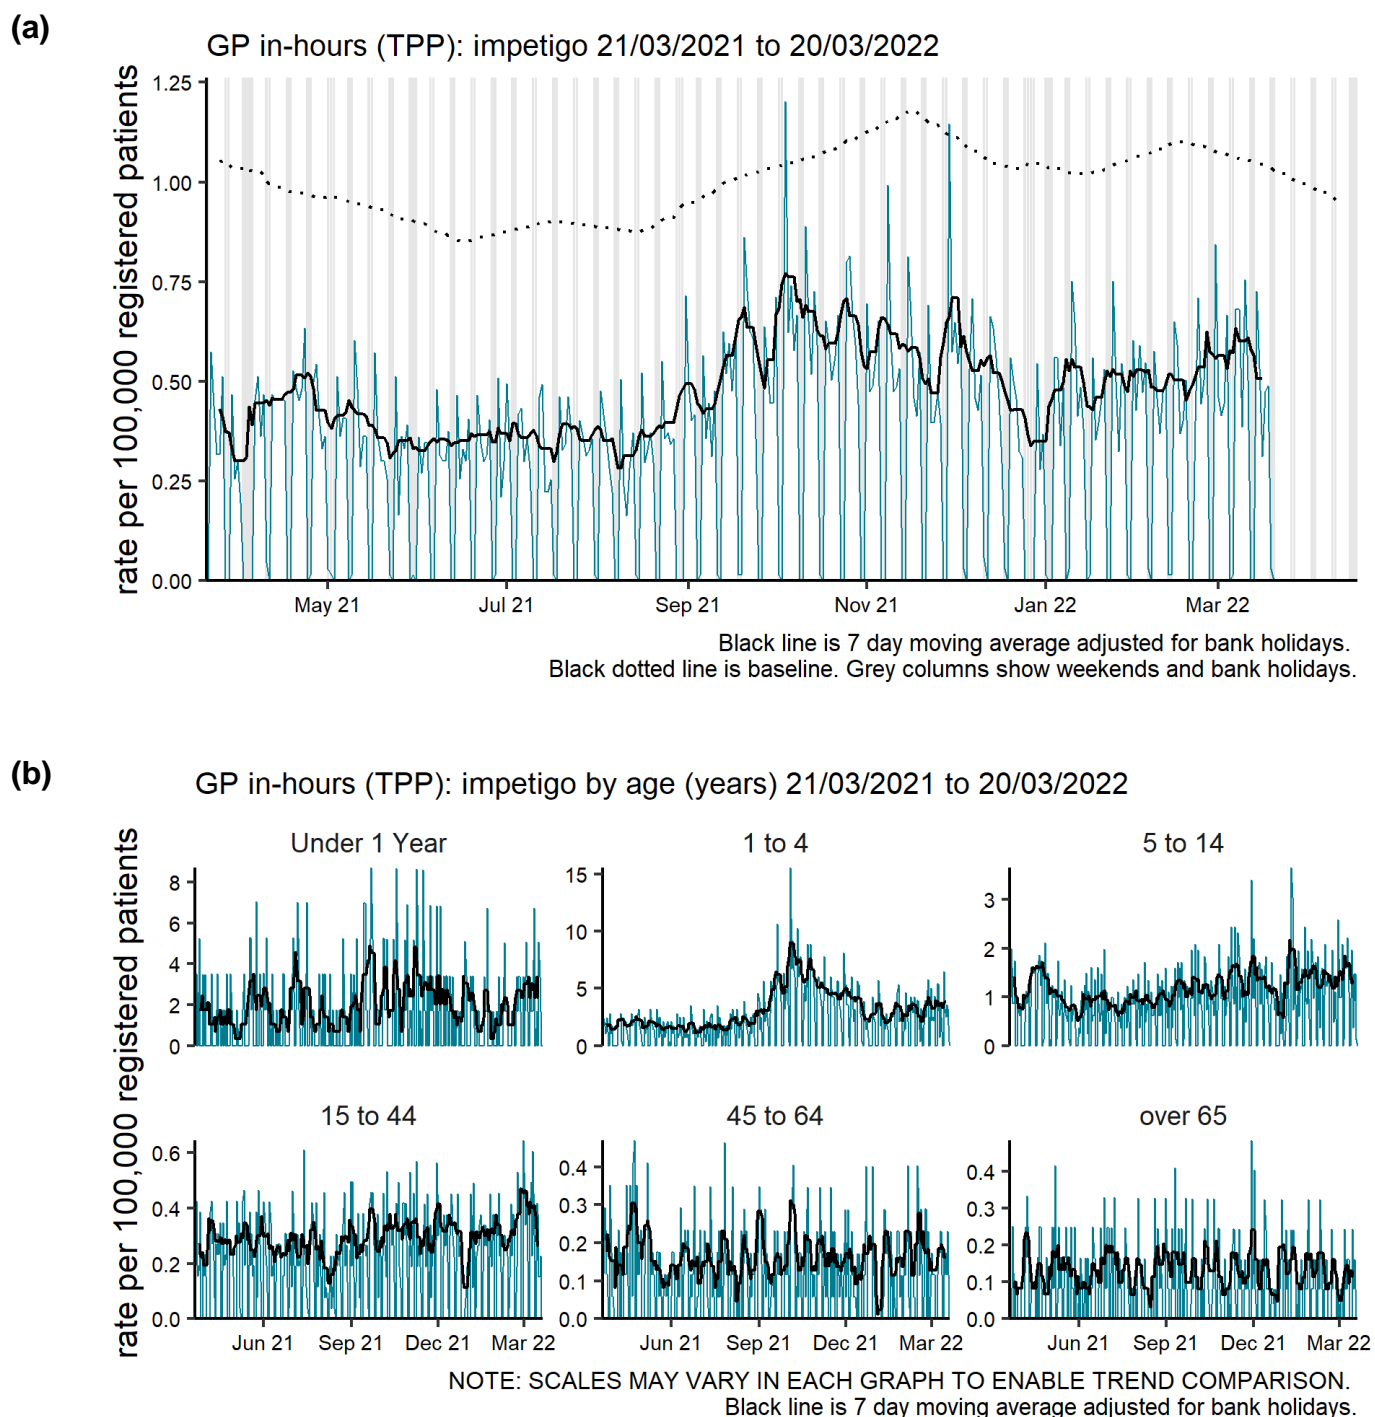 (a)
GP in-hours (TPP): impetigo 21/03/2021 to 20/03/2022
rate per 100,000 registered patients
1.25
1.00
0.75
0.50
0.25
0.00
May 21 Jul 21 Sep 21 Nov 21 Jan 22 Mar 22
Black line is 7 day moving average adjusted for bank holidays.
Black dotted line is baseline. Grey columns show weekends and bank holidays.
(b)
GP in-hours (TPP): impetigo by age (years) 21/03/2021 to 20/03/2022
rate per 100,000 registered patients
Under 1 Year
8
6
4
2
0
1 to 4
15
10
5
0
5 to 14
3
2
1
0
15 to 44
0.6
0.4
0.2
0.0
Jun 21 Sep 21 Dec 21 Mar 22
45 to 64
0.4
0.3
0.2
0.1
0.0
Jun 21 Sep 21 Dec 21 Mar 22
over 65
0.4
0.3
0.2
0.1
0.0
Jun 21 Sep 21 Dec 21 Mar 22
NOTE: SCALES MAY VARY IN EACH GRAPH TO ENABLE TREND COMPARISON.
Black line is 7 day moving average adjusted for bank holidays.